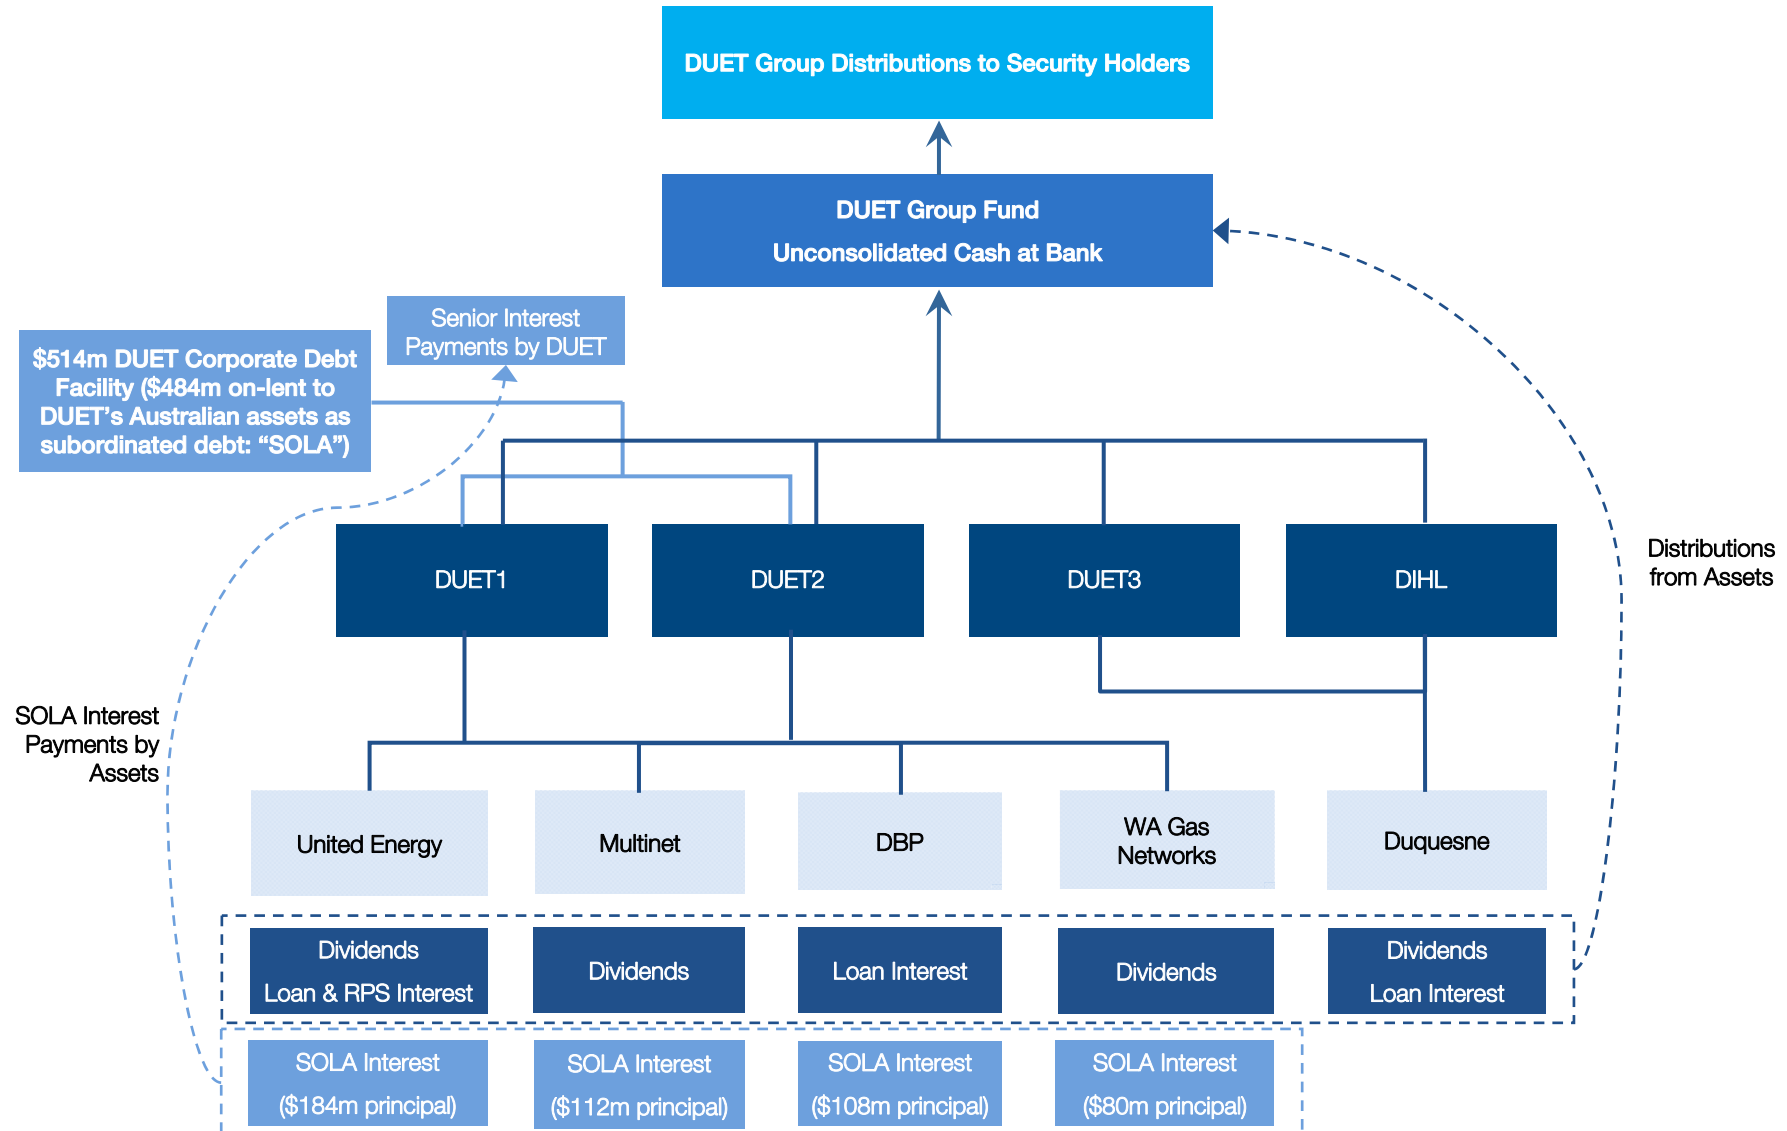 DUET Group Distributions to Security Holders
DUET Group Fund
Unconsolidated Cash at Bank
Senior Interest
Payments by DUET
$514m DUET Corporate Debt
Facility ($484m on-lent to
DUET’s Australian assets as
subordinated debt: “SOLA”)
DUET1
DUET2
DUET3
DIHL
Distributions
from Assets
SOLA Interest
Payments by
Assets
United Energy
Multinet
DBP
WA Gas
Networks
Duquesne
Dividends
Loan & RPS Interest
Dividends
Loan Interest
Dividends
Dividends
Loan Interest
SOLA Interest
($184m principal)
SOLA Interest
($112m principal)
SOLA Interest
($108m principal)
SOLA Interest
($80m principal)